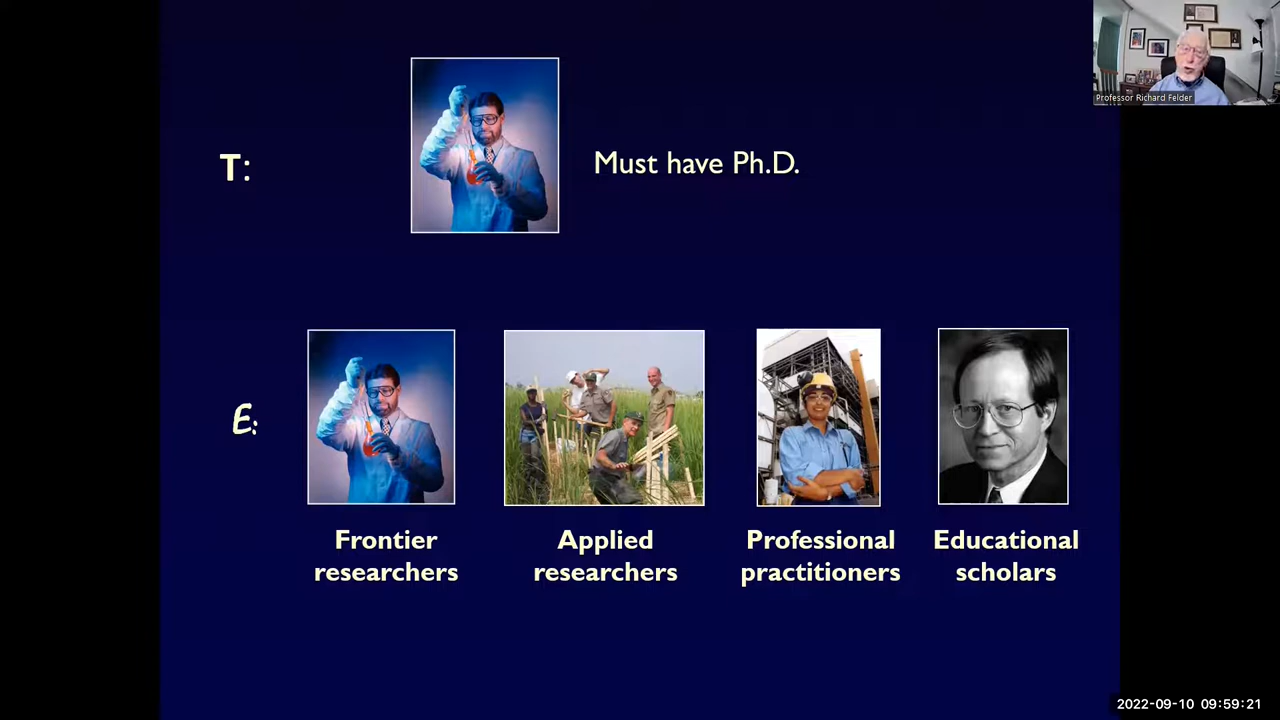 Professor Richard Felder
T:
Must have Ph.D.
E:
Frontier
researchers
Applied
researchers
Professional
practitioners
Educational
scholars
2022-09-10 09:59:21